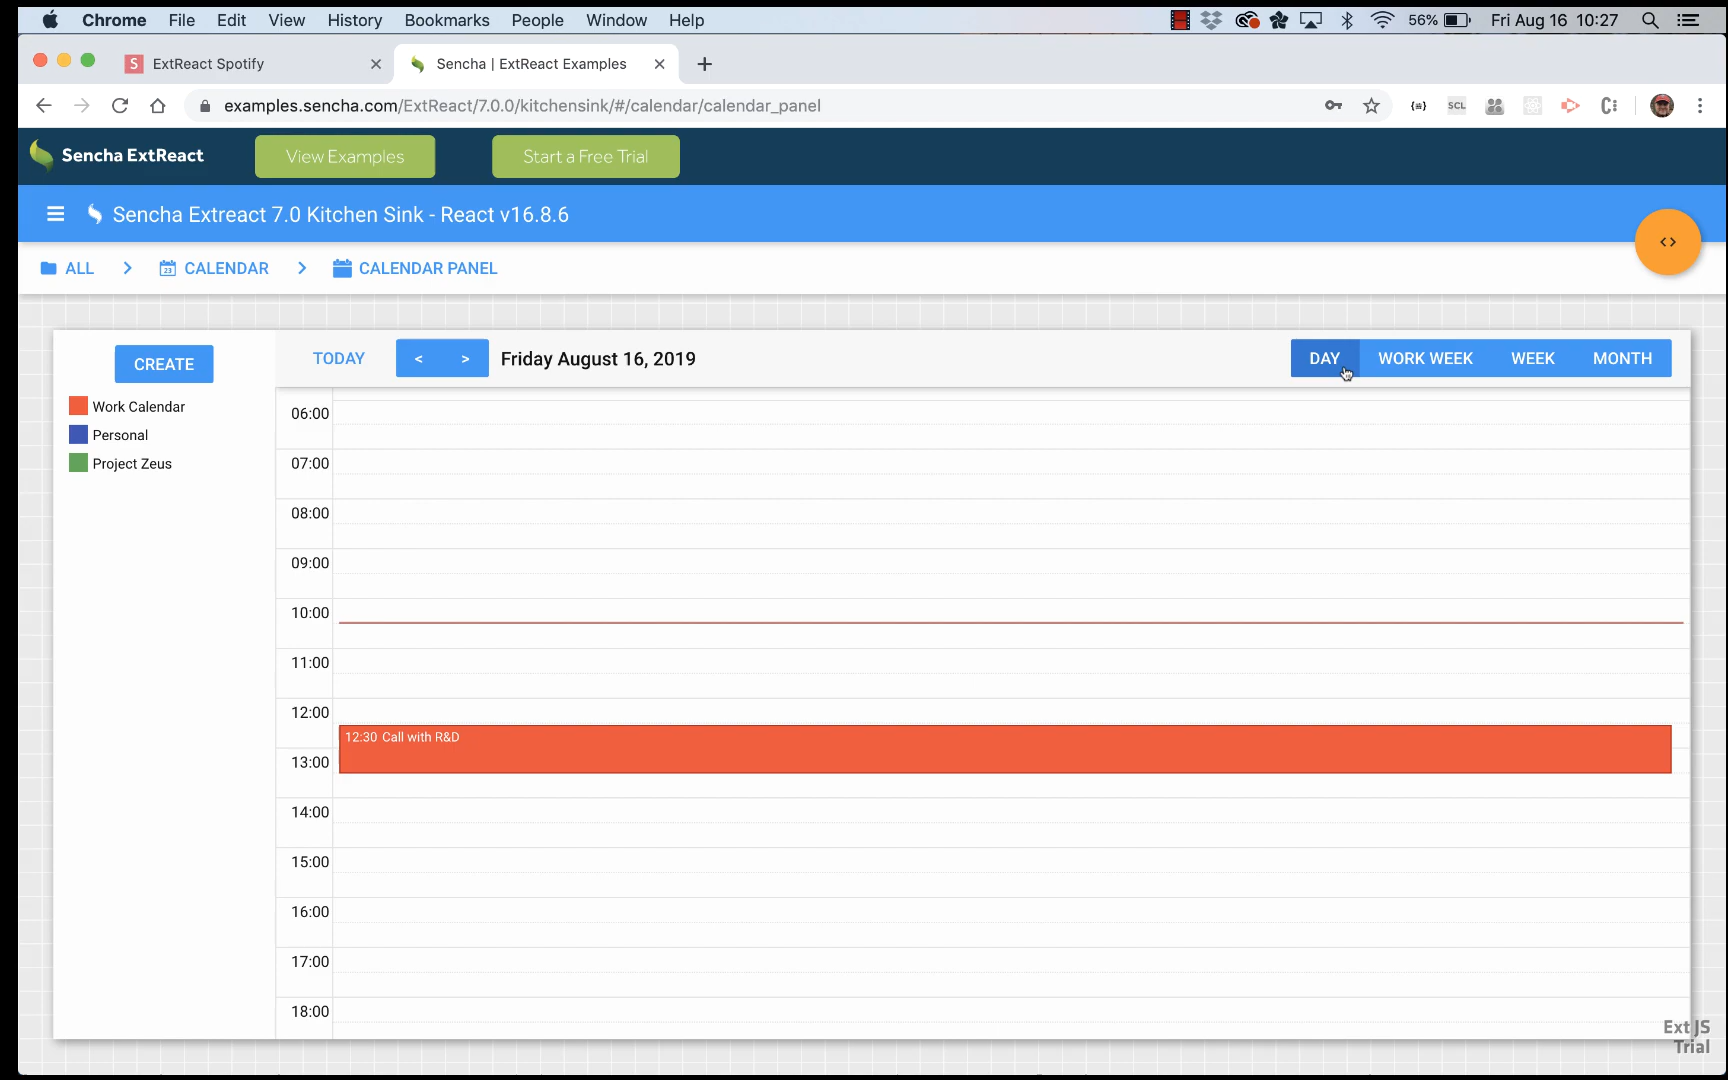 Chrome File Edit View History Bookmarks People Window Help 56% Fri Aug 16 10:27
S ExtReact Spotify Sencha | ExtReact Examples
examples.sencha.com/ExtReact/7.0.0/kitchensink/#/calendar/calendar_panel SCL
Sencha ExtReact View Examples Start a Free Trial
Sencha Extreact 7.0 Kitchen Sink - React v16.8.6
< >
ALL > 23 CALENDAR > CALENDAR PANEL
CREATE
Work Calendar
Personal
Project Zeus
TODAY < > Friday August 16, 2019 DAY WORK WEEK WEEK MONTH
06:00
07:00
08:00
09:00
10:00
11:00
12:00
12:30 Call with R&D
13:00
14:00
15:00
16:00
17:00
18:00
Ext JS
Trial